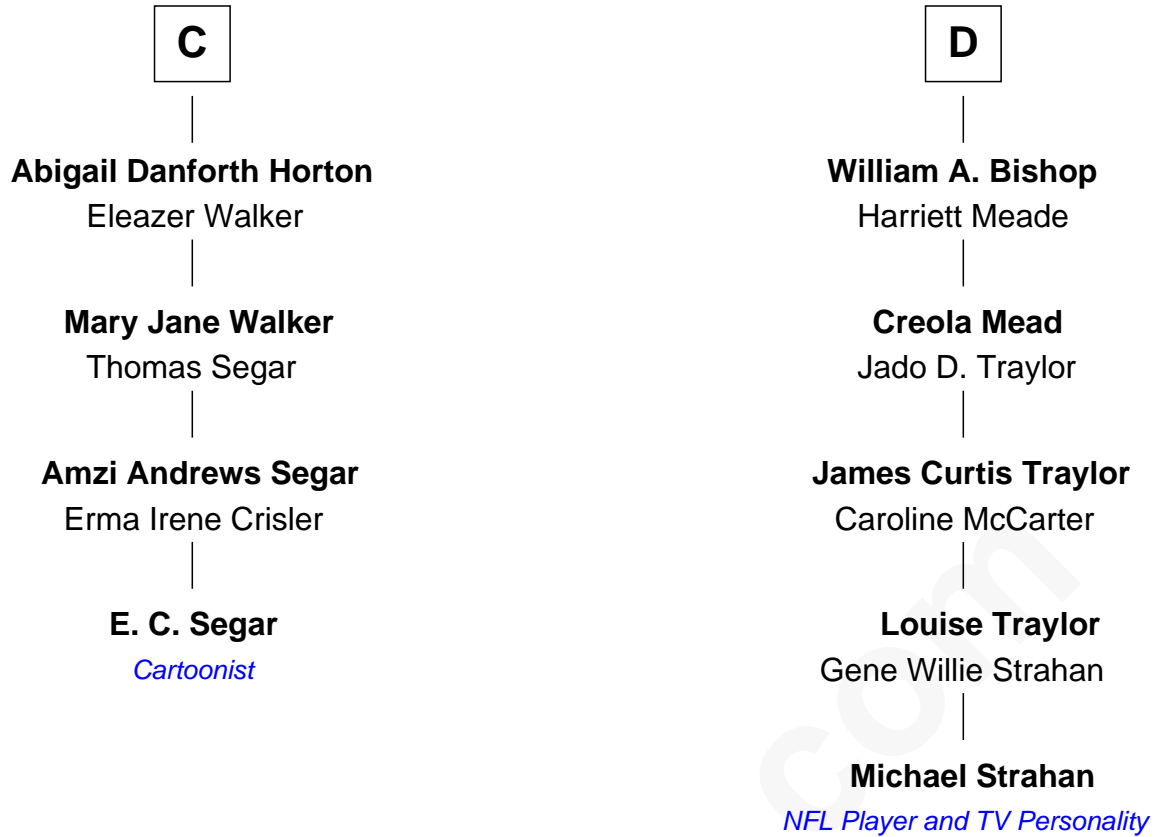 C
Abigail Danforth Horton
Eleazer Walker
Mary Jane Walker
Thomas Segar
Amzi Andrews Segar
Erma Irene Crisler
E. C. Segar
Cartoonist
D
William A. Bishop
Harriett Meade
Creola Mead
Jado D. Traylor
James Curtis Traylor
Caroline McCarter
Louise Traylor
Gene Willie Strahan
Michael Strahan
NFL Player and TV Personality
com